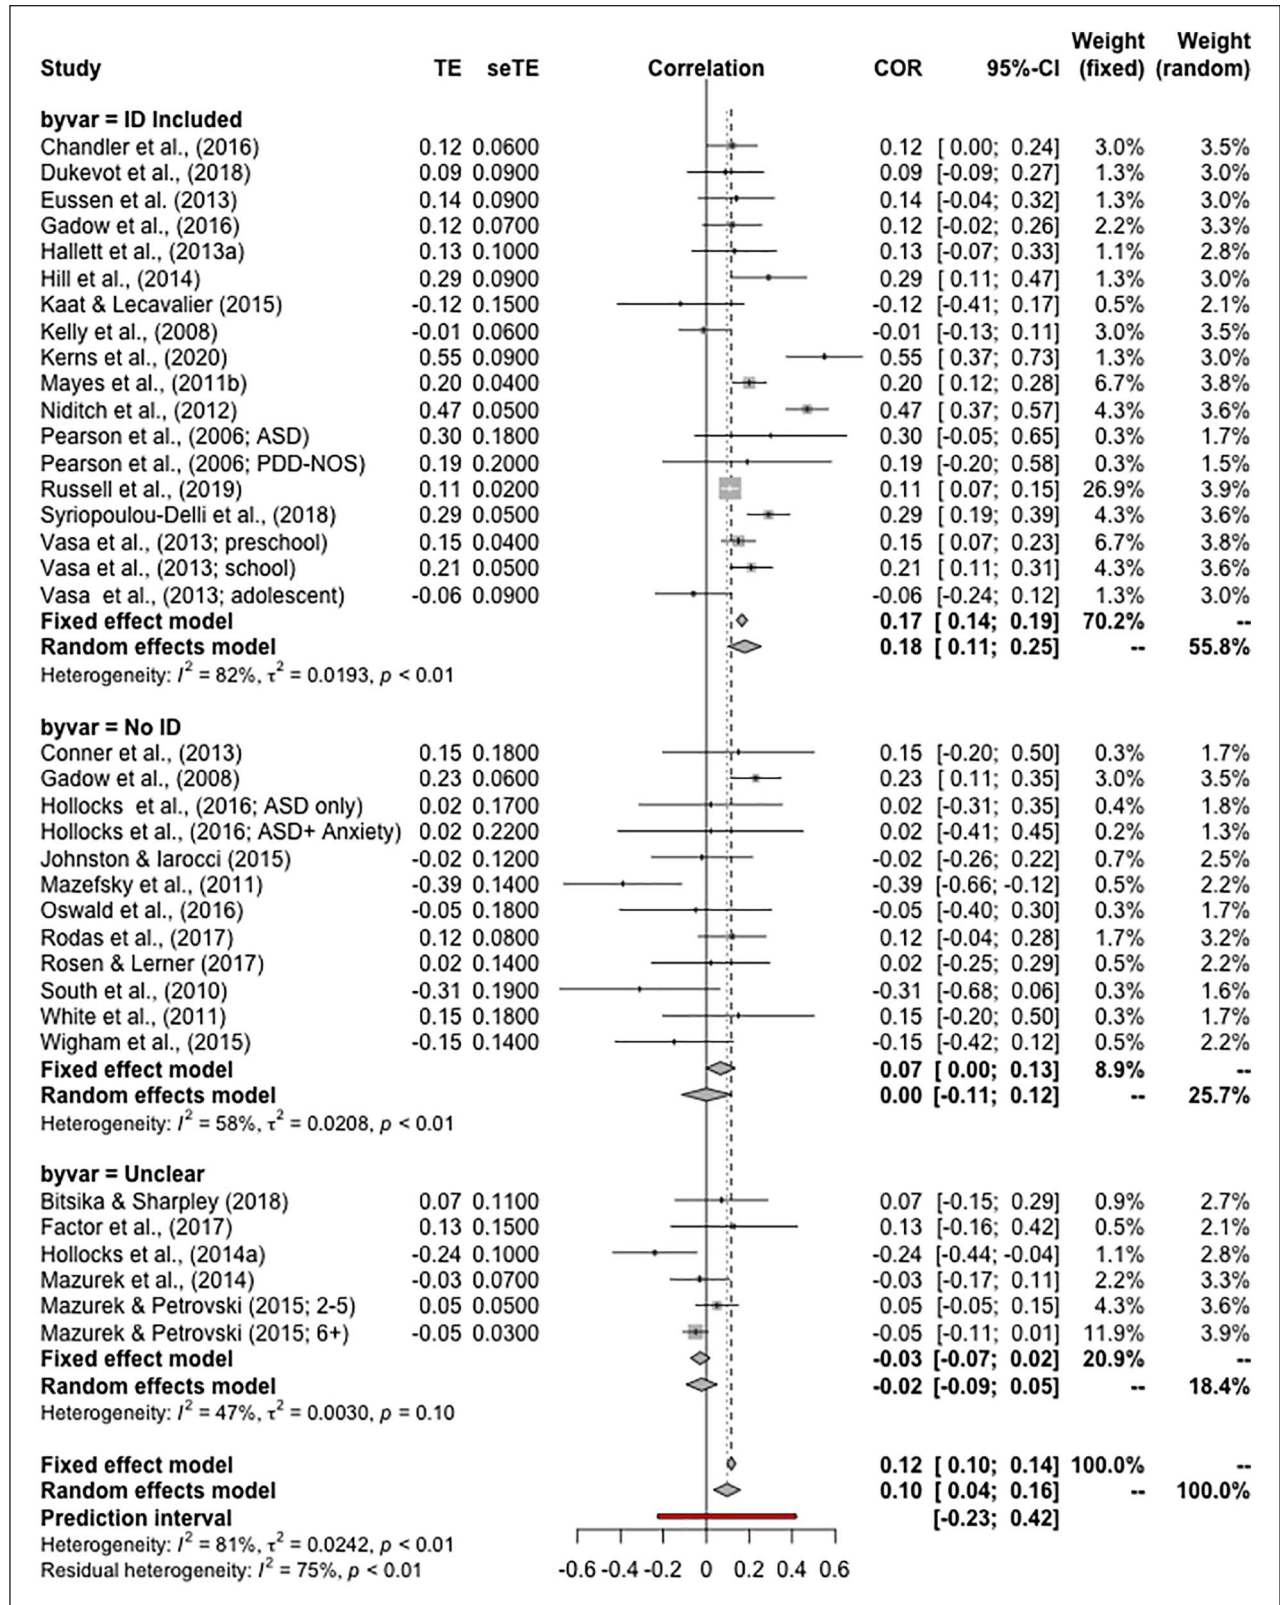 Weight Weight
Study TE seTE Correlation COR 95%-CI (fixed) (random)
byvar = ID Included
Chandler et al., (2016) 0.12 0.0600 0.12 [ 0.00; 0.24] 3.0% 3.5%
Dukevot et al., (2018) 0.09 0.0900 0.09 [-0.09; 0.27] 1.3% 3.0%
Eussen et al. (2013) 0.14 0.0900 0.14 [-0.04; 0.32] 1.3% 3.0%
Gadow et al., (2016) 0.12 0.0700 0.12 [-0.02; 0.26] 2.2% 3.3%
Hallett et al., (2013a) 0.13 0.1000 0.13 [-0.07; 0.33] 1.1% 2.8%
Hill et al., (2014) 0.29 0.0900 0.29 [ 0.11; 0.47] 1.3% 3.0%
Kaat & Lecavalier (2015) -0.12 0.1500 -0.12 [-0.41; 0.17] 0.5% 2.1%
Kelly et al., (2008) -0.01 0.0600 -0.01 [-0.13; 0.11] 3.0% 3.5%
Kerns et al., (2020) 0.55 0.0900 0.55 [ 0.37; 0.73] 1.3% 3.0%
Mayes et al., (2011b) 0.20 0.0400 0.20 [ 0.12; 0.28] 6.7% 3.8%
Niditch et al., (2012) 0.47 0.0500 0.47 [ 0.37; 0.57] 4.3% 3.6%
Pearson et al., (2006; ASD) 0.30 0.1800 0.30 [-0.05; 0.65] 0.3% 1.7%
Pearson et al., (2006; PDD-NOS) 0.19 0.2000 0.19 [-0.20; 0.58] 0.3% 1.5%
Russell et al., (2019) 0.11 0.0200 0.11 [ 0.07; 0.15] 26.9% 3.9%
Syriopoulou-Delli et al., (2018) 0.29 0.0500 0.29 [ 0.19; 0.39] 4.3% 3.6%
Vasa et al., (2013; preschool) 0.15 0.0400 0.15 [ 0.07; 0.23] 6.7% 3.8%
Vasa et al., (2013; school) 0.21 0.0500 0.21 [ 0.11; 0.31] 4.3% 3.6%
Vasa et al., (2013; adolescent) -0.06 0.0900 -0.06 [-0.24; 0.12] 1.3% 3.0%
Fixed effect model 0.17 [ 0.14; 0.19] 70.2% --
Random effects model 0.18 [ 0.11; 0.25] -- 55.8%
Heterogeneity: I² = 82%, τ² = 0.0193, p < 0.01
byvar = No ID
Conner et al., (2013) 0.15 0.1800 0.15 [-0.20; 0.50] 0.3% 1.7%
Gadow et al., (2008) 0.23 0.0600 0.23 [ 0.11; 0.35] 3.0% 3.5%
Hollocks et al., (2016; ASD only) 0.02 0.1700 0.02 [-0.31; 0.35] 0.4% 1.8%
Hollocks et al., (2016; ASD+ Anxiety) 0.02 0.2200 0.02 [-0.41; 0.45] 0.2% 1.3%
Johnston & Iarocci (2015) -0.02 0.1200 -0.02 [-0.26; 0.22] 0.7% 2.5%
Mazefsky et al., (2011) -0.39 0.1400 -0.39 [-0.66; -0.12] 0.5% 2.2%
Oswald et al., (2016) -0.05 0.1800 -0.05 [-0.40; 0.30] 0.3% 1.7%
Rodas et al., (2017) 0.12 0.0800 0.12 [-0.04; 0.28] 1.7% 3.2%
Rosen & Lerner (2017) 0.02 0.1400 0.02 [-0.25; 0.29] 0.5% 2.2%
South et al., (2010) -0.31 0.1900 -0.31 [-0.68; 0.06] 0.3% 1.6%
White et al., (2011) 0.15 0.1800 0.15 [-0.20; 0.50] 0.3% 1.7%
Wigham et al., (2015) -0.15 0.1400 -0.15 [-0.42; 0.12] 0.5% 2.2%
Fixed effect model 0.07 [ 0.00; 0.13] 8.9% --
Random effects model 0.00 [-0.11; 0.12] -- 25.7%
Heterogeneity: I² = 58%, τ² = 0.0208, p < 0.01
byvar = Unclear
Bitsika & Sharpley (2018) 0.07 0.1100 0.07 [-0.15; 0.29] 0.9% 2.7%
Factor et al., (2017) 0.13 0.1500 0.13 [-0.16; 0.42] 0.5% 2.1%
Hollocks et al., (2014a) -0.24 0.1000 -0.24 [-0.44; -0.04] 1.1% 2.8%
Mazurek et al., (2014) -0.03 0.0700 -0.03 [-0.17; 0.11] 2.2% 3.3%
Mazurek & Petrovski (2015; 2-5) 0.05 0.0500 0.05 [-0.05; 0.15] 4.3% 3.6%
Mazurek & Petrovski (2015; 6+) -0.05 0.0300 -0.05 [-0.11; 0.01] 11.9% 3.9%
Fixed effect model -0.03 [-0.07; 0.02] 20.9% --
Random effects model -0.02 [-0.09; 0.05] -- 18.4%
Heterogeneity: I² = 47%, τ² = 0.0030, p = 0.10
Fixed effect model 0.12 [ 0.10; 0.14] 100.0% --
Random effects model 0.10 [ 0.04; 0.16] -- 100.0%
Prediction interval [-0.23; 0.42]
Heterogeneity: I² = 81%, τ² = 0.0242, p < 0.01
Residual heterogeneity: I² = 75%, p < 0.01
-0.6 -0.4 -0.2 0 0.2 0.4 0.6